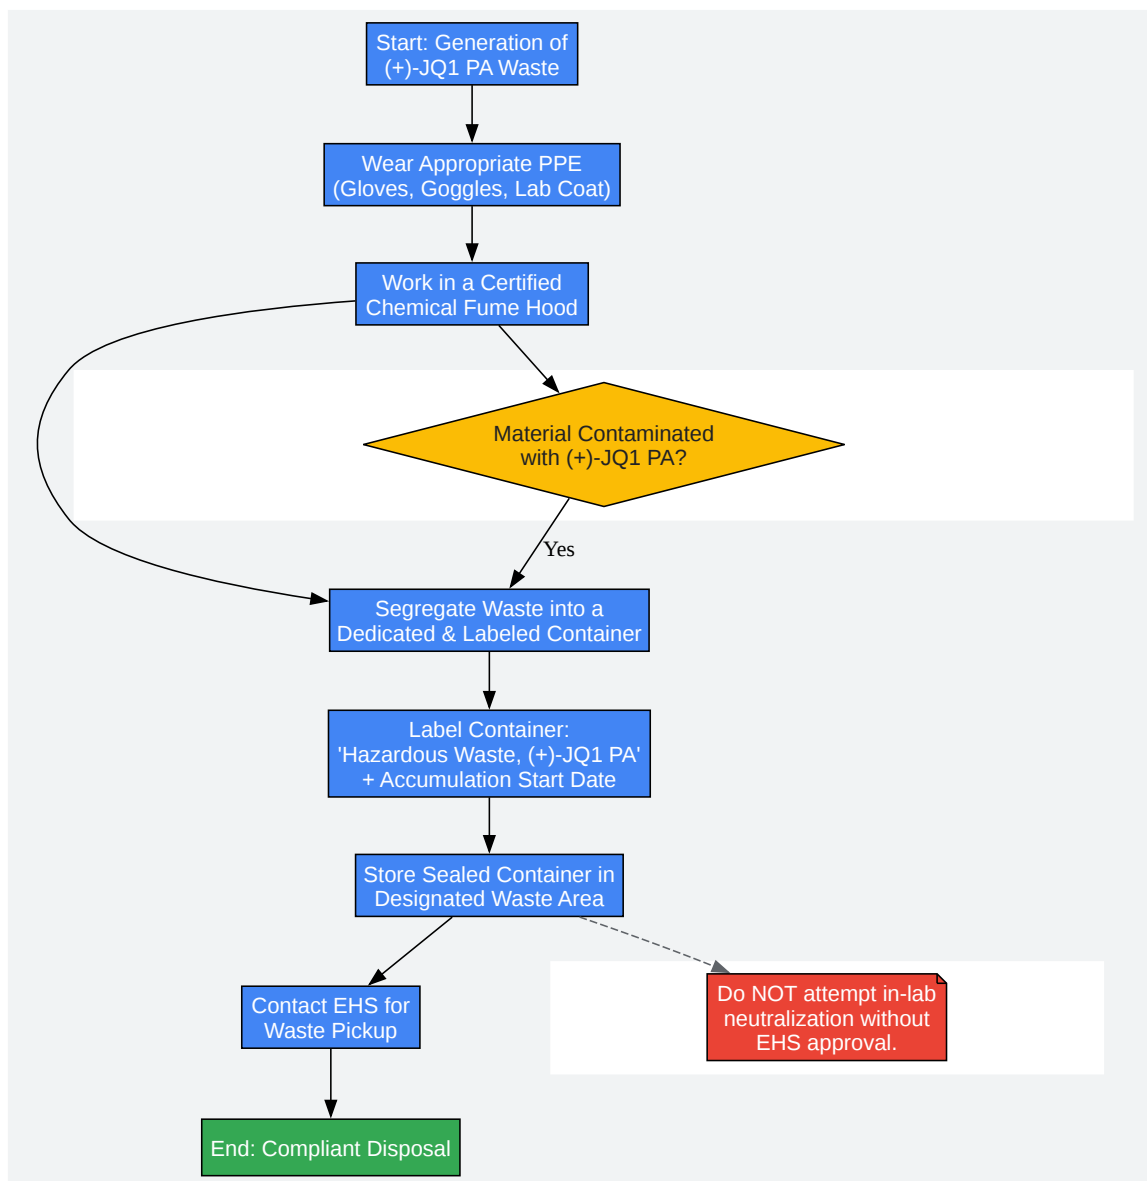 Start: Generation of
(+)-JQ1 PA Waste
Wear Appropriate PPE
(Gloves, Goggles, Lab Coat)
Work in a Certified
Chemical Fume Hood
Material Contaminated
with (+)-JQ1 PA?
Yes
Segregate Waste into a
Dedicated & Labeled Container
Label Container:
'Hazardous Waste, (+)-JQ1 PA'
+ Accumulation Start Date
Store Sealed Container in
Designated Waste Area
Contact EHS for
Waste Pickup
Do NOT attempt in-lab
neutralization without
EHS approval.
End: Compliant Disposal